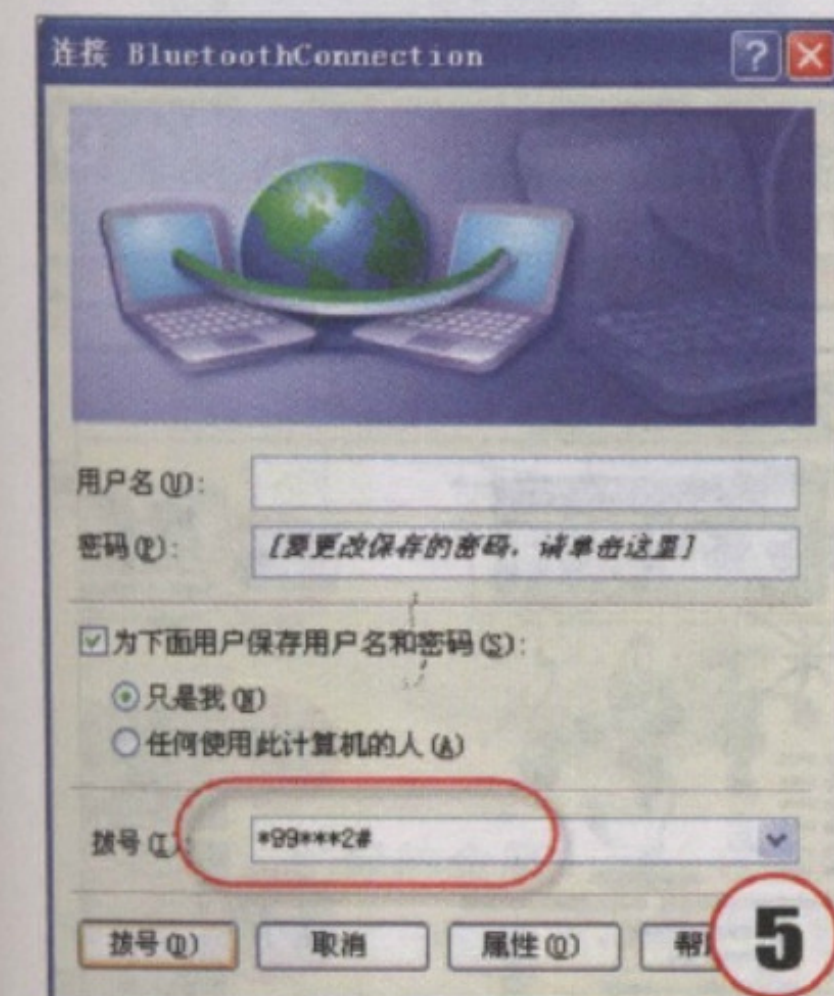 连接 BluetoothConnection
用户名(U):
密码(P): [要更改保存的密码，请单击这里]
为下面用户保存用户名和密码(S):
只是我(N)
任何使用此计算机的人(A)
拨号(I): *99***2#
拨号(D) 取消 属性(O)
5